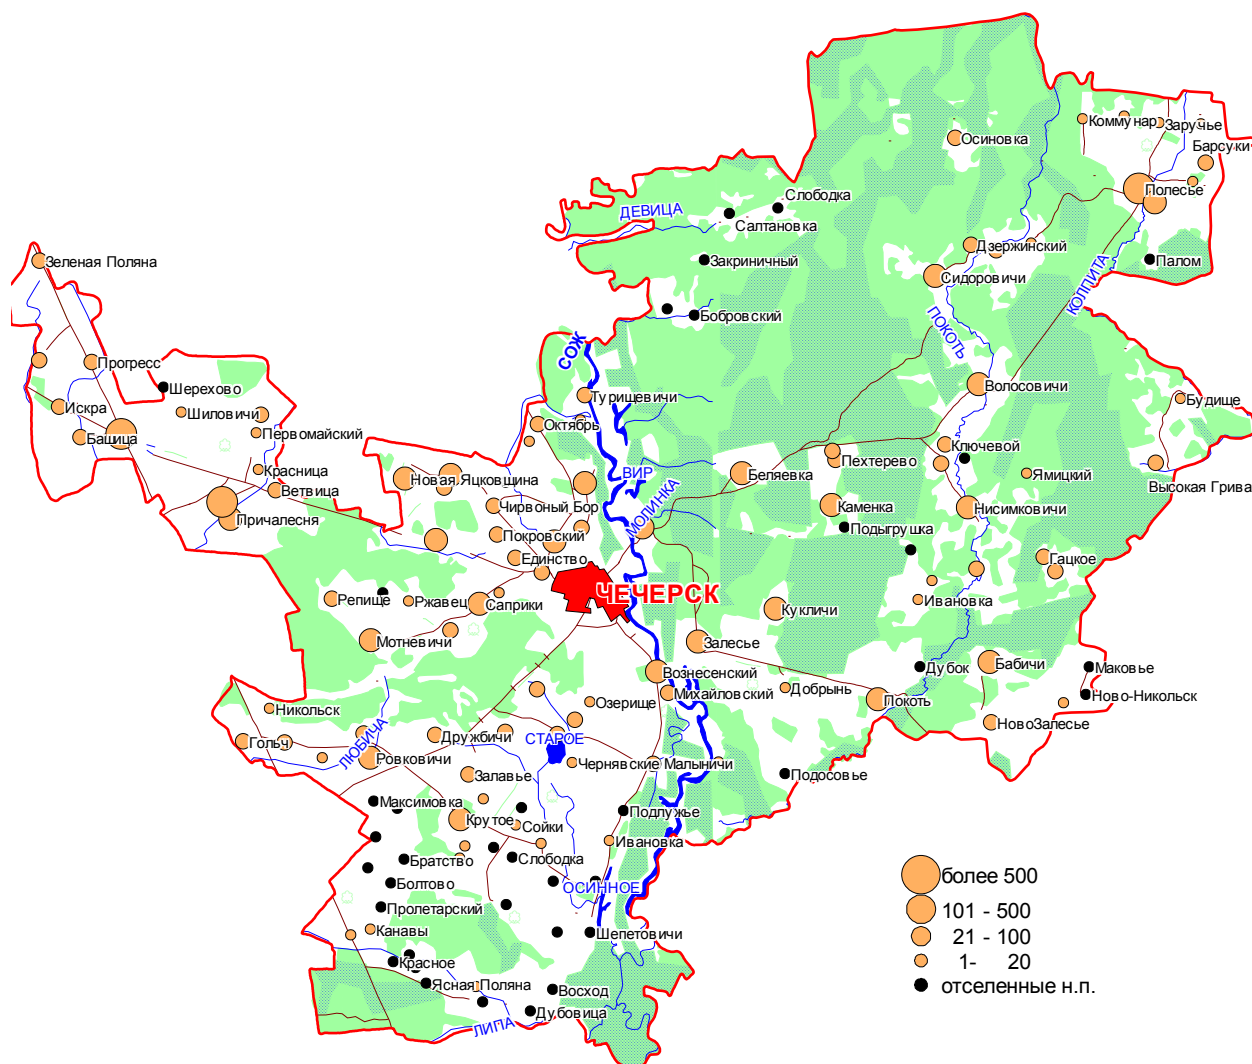 Коммунар
Заручье
Осиновка
Барсуки
Полесье
Слободка
ДЕВИЦА
Салтановка
Дзержинский
Зеленая Поляна
Закриничный
Палом
Сидоровичи
КОЛПИТА
Бобровский
ПОКОТЬ
СОЖ
Прогресс
Шерехово
Волосовичи
Турищевичи
Будище
Искра
Шиловичи
Октябрь
Башица
Первомайский
Ключевой
Пехтерево
Красница
ВИР
Беляевка
Ямицкий
Новая Яцковщина
Высокая Грива
Ветвица
МОЛИНКА
Чирвоный Бор
Каменка
Нисимковичи
Причалесня
Подыгрушка
Покровский
Единство
Гацкое
ЧЕЧЕРСК
Репище
Ржавец
Саприки
Ивановка
Кукличи
Мотневичи
Залесье
Дубок
Бабичи
Маковье
Вознесенский
Добрынь
Михайловский
Ново-Никольск
Озерище
Покоть
Никольск
НовоЗалесье
ЛЮБИЧА
Дружбичи
СТАРОЕ
Гольч
Ровковичи
Чернявские Малыничи
Залавье
Подосовье
Максимовка
Подлужье
Крутое
Сойки
Ивановка
Братство
Слободка
Болтово
ОСИННОЕ
Пролетарский
Канавы
Шепетовичи
Красное
Ясная Поляна
Восход
Дубовица
ЛИПА
более 500
101 - 500
21 - 100
1- 20
отселенные н.п.